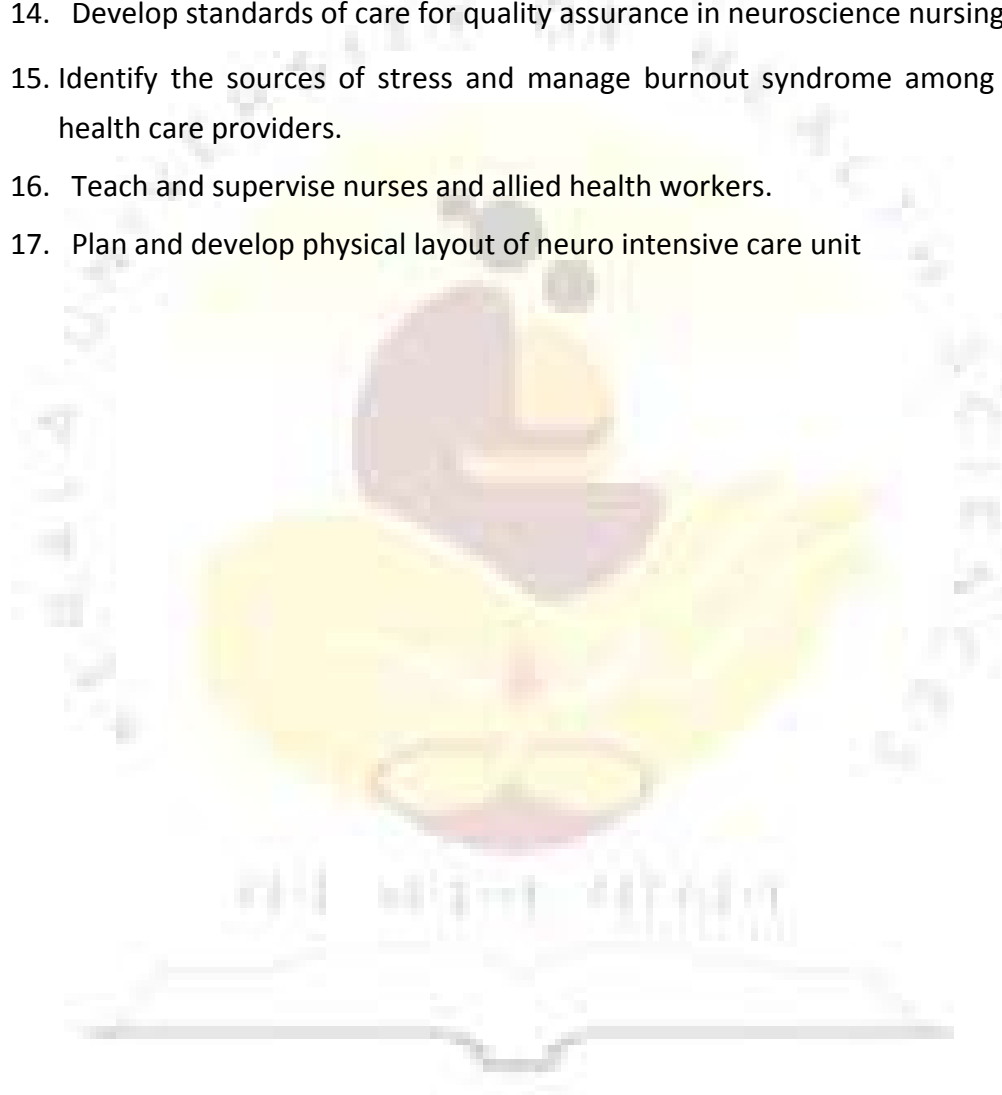 14. Develop standards of care for quality assurance in neuroscience nursing
15. Identify the sources of stress and manage burnout syndrome among
health care providers.
16. Teach and supervise nurses and allied health workers.
17. Plan and develop physical layout of neuro intensive care unit